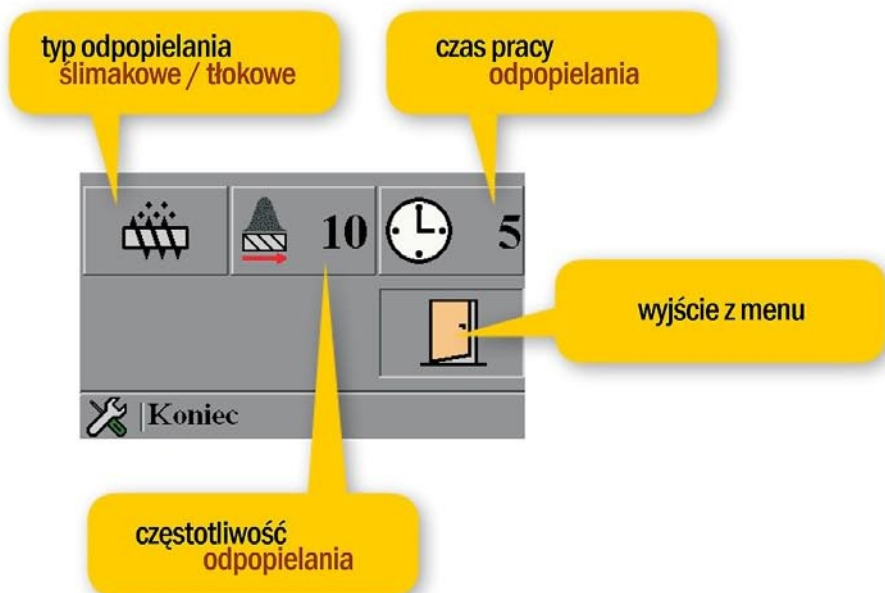 typ odpopielania
ślimakowe / tłokowe
czas pracy
odpopielania
10
5
wyjście z menu
Koniec
częstotliwość
odpopielania